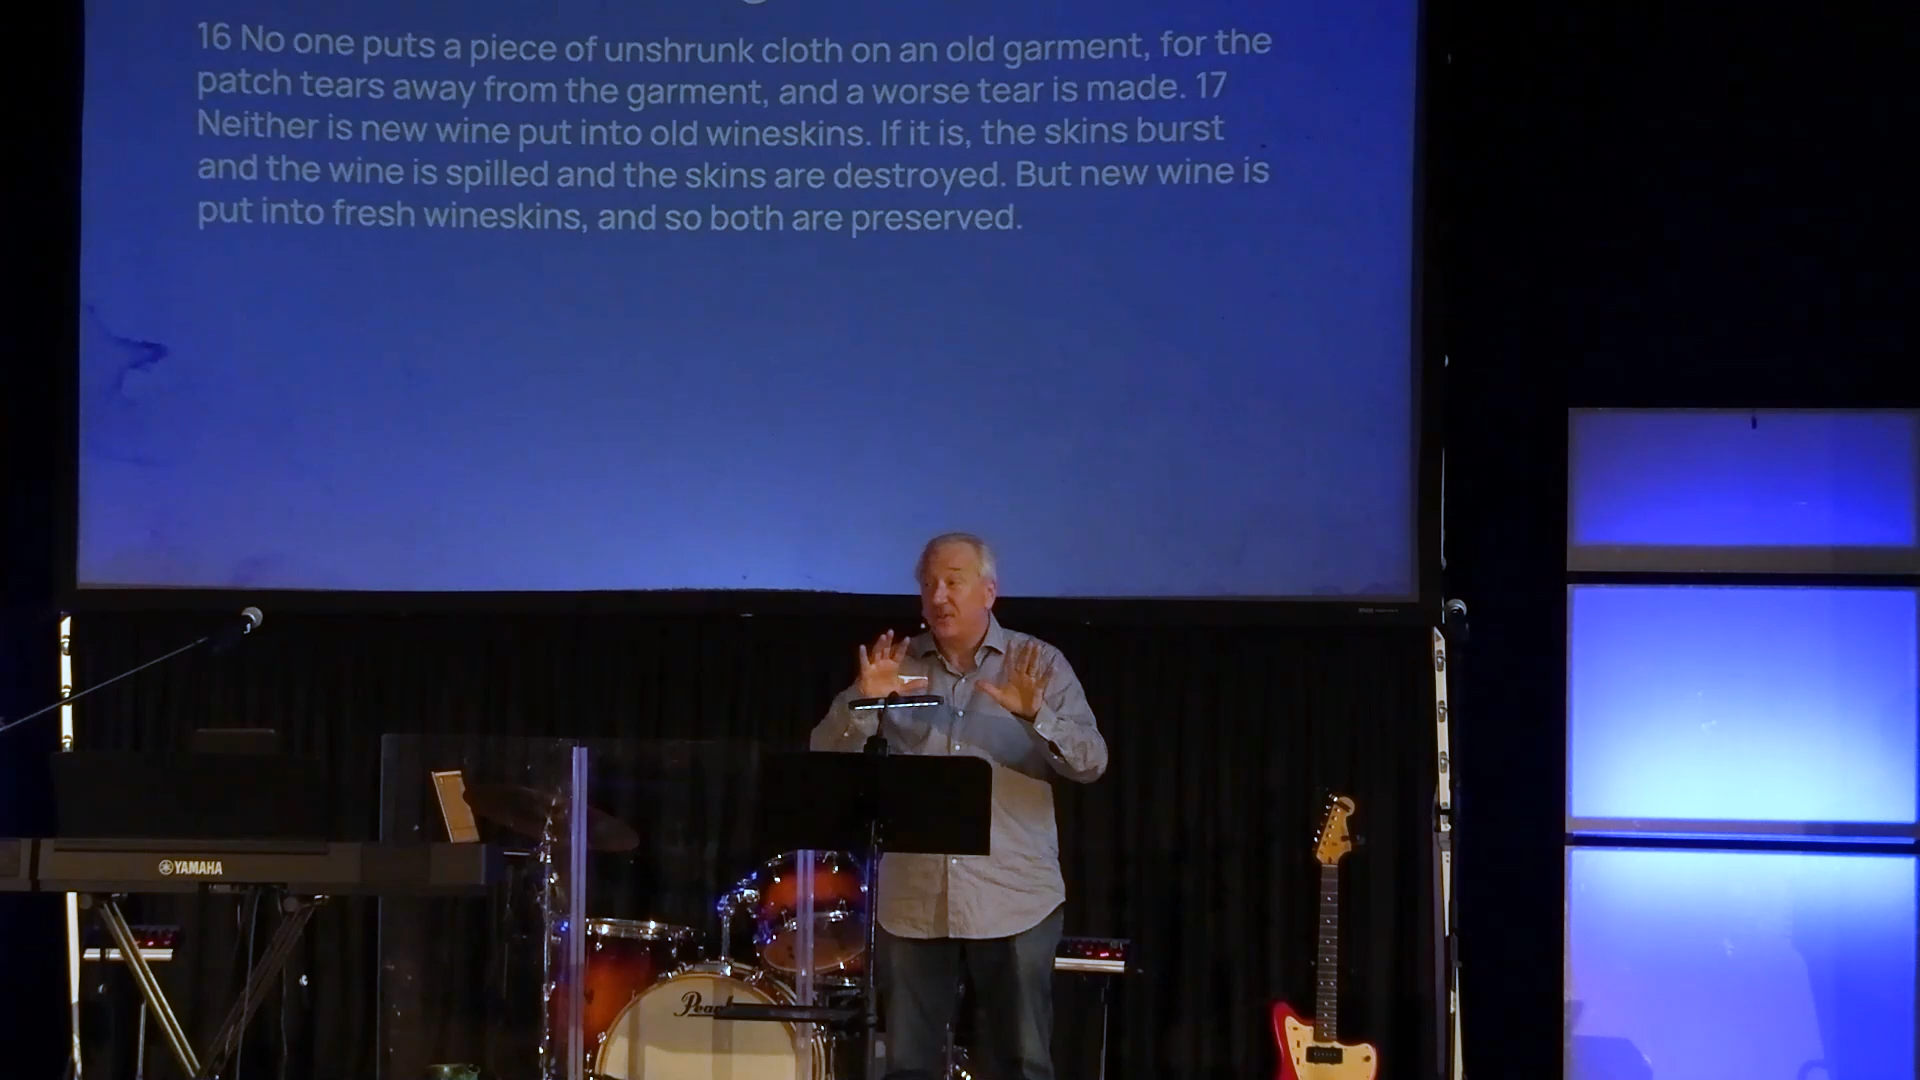 16 No one puts a piece of unshrunk cloth on an old garment, for the
patch tears away from the garment, and a worse tear is made. 17
Neither is new wine put into old wineskins. If it is, the skins burst
and the wine is spilled and the skins are destroyed. But new wine is
put into fresh wineskins, and so both are preserved.
YAMAHA
Pearl